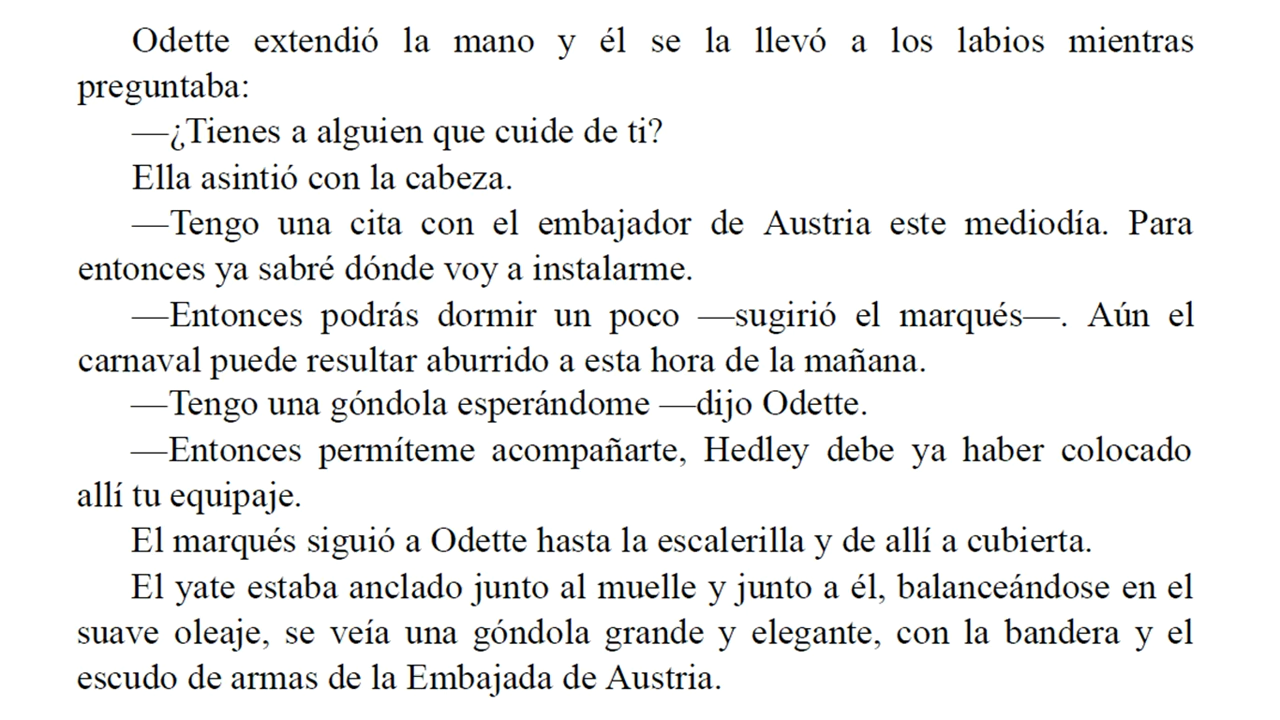 Odette extendió la mano y él se la llevó a los labios mientras
preguntaba:
—¿Tienes a alguien que cuide de ti?
Ella asintió con la cabeza.
—Tengo una cita con el embajador de Austria este mediodía. Para
entonces ya sabré dónde voy a instalarme.
—Entonces podrás dormir un poco —sugirió el marqués—. Aún el
carnaval puede resultar aburrido a esta hora de la mañana.
—Tengo una góndola esperándome —dijo Odette.
—Entonces permíteme acompañarte, Hedley debe ya haber colocado
allí tu equipaje.
El marqués siguió a Odette hasta la escalerilla y de allí a cubierta.
El yate estaba anclado junto al muelle y junto a él, balanceándose en el
suave oleaje, se veía una góndola grande y elegante, con la bandera y el
escudo de armas de la Embajada de Austria.